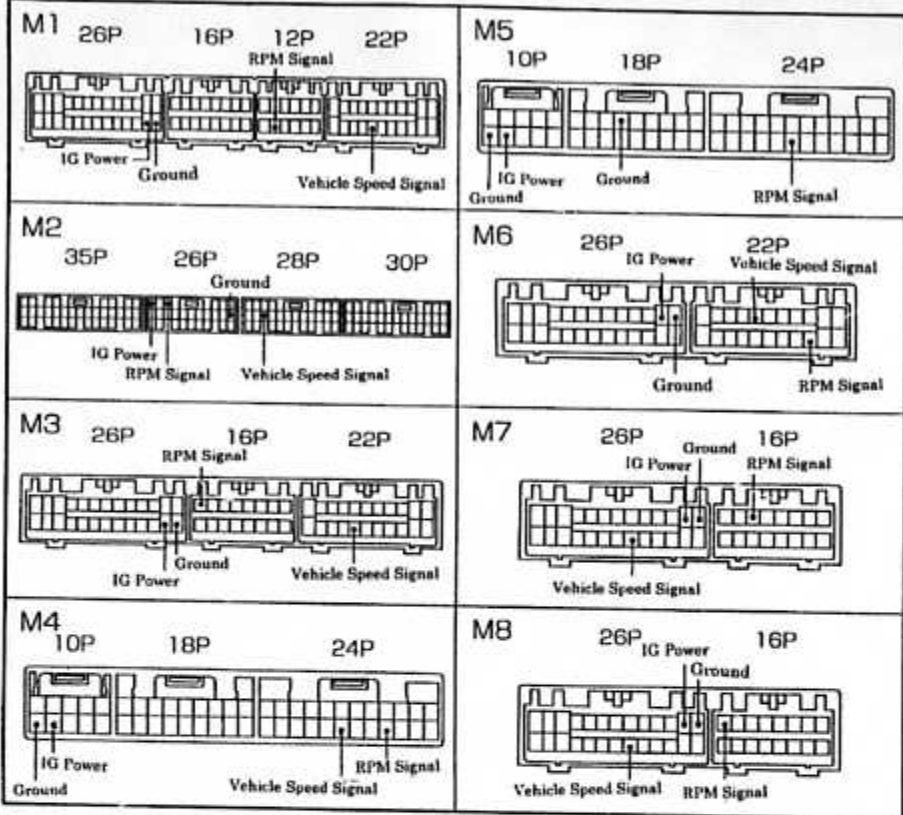 M1
26P 16P 12P 22P
RPM Signal
IG Power
Ground
Vehicle Speed Signal
M2
35P 26P 28P 30P
Ground
IG Power
RPM Signal
Vehicle Speed Signal
M3
26P 16P 22P
RPM Signal
Ground
IG Power
Vehicle Speed Signal
M4
10P 18P 24P
IG Power
Ground
Vehicle Speed Signal
RPM Signal
M5
10P 18P 24P
IG Power
Ground
Ground
RPM Signal
M6
26P 22P
IG Power
Vehicle Speed Signal
Ground
RPM Signal
M7
26P 16P
Ground
IG Power
RPM Signal
Vehicle Speed Signal
M8
26P 16P
IG Power
Ground
Vehicle Speed Signal
RPM Signal